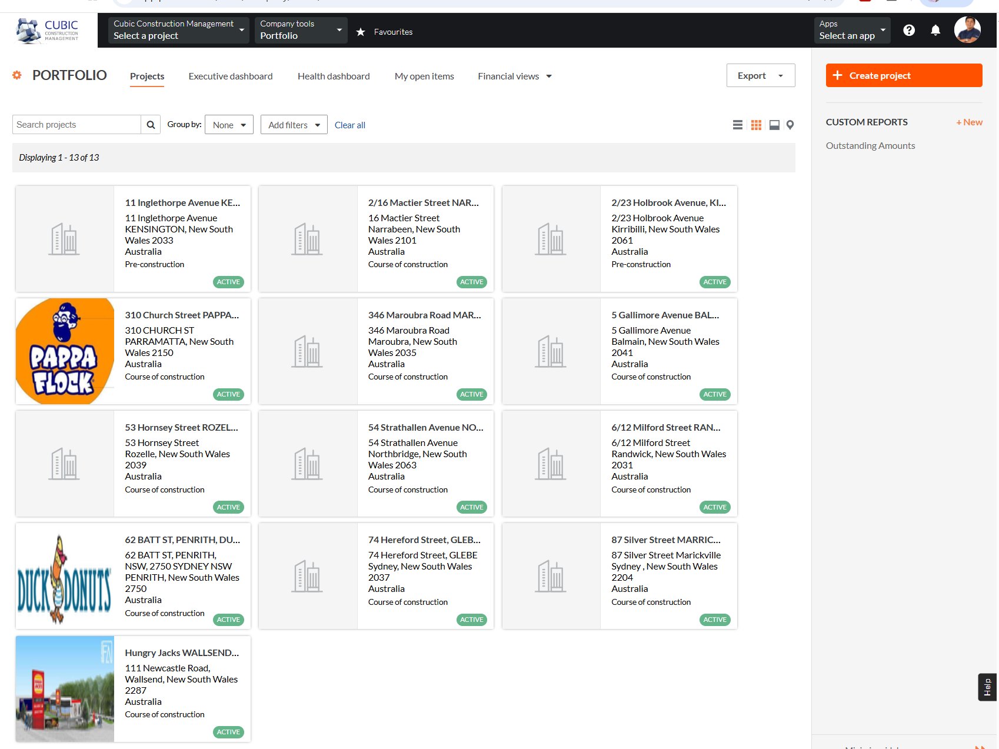 CUBIC
CONSTRUCTION
MANAGEMENT
Cubic Construction Management
Select a project
Company tools
Portfolio
Favourites
Apps
Select an app
PORTFOLIO
Projects
Executive dashboard
Health dashboard
My open items
Financial views
Export
Create project
Search projects
Group by:
None
Add filters
Clear all
CUSTOM REPORTS
+ New
Outstanding Amounts
Displaying 1 - 13 of 13
11 Inglethorpe Avenue KE...
11 Inglethorpe Avenue
KENSINGTON, New South
Wales 2033
Australia
Pre-construction
ACTIVE
2/16 Mactier Street NAR...
16 Mactier Street
Narrabeen, New South
Wales 2101
Australia
Course of construction
ACTIVE
2/23 Holbrook Avenue, KI...
2/23 Holbrook Avenue
Kirribilli, New South Wales
2061
Australia
Pre-construction
ACTIVE
PAPPA
FLOCK
310 Church Street PAPPA...
310 CHURCH ST
PARRAMATTA, New South
Wales 2150
Australia
Course of construction
ACTIVE
346 Maroubra Road MAR...
346 Maroubra Road
Maroubra, New South
Wales 2035
Australia
Course of construction
ACTIVE
5 Gallimore Avenue BAL...
5 Gallimore Avenue
Balmain, New South Wales
2041
Australia
Course of construction
ACTIVE
53 Hornsey Street ROZEL...
53 Hornsey Street
Rozelle, New South Wales
2039
Australia
Course of construction
ACTIVE
54 Strathallen Avenue NO...
54 Strathallen Avenue
Northbridge, New South
Wales 2063
Australia
Course of construction
ACTIVE
6/12 Milford Street RAN...
6/12 Milford Street
Randwick, New South Wales
2031
Australia
Course of construction
ACTIVE
DUCK DONUTS
62 BATT ST, PENRITH, DU...
62 BATT ST, PENRITH,
NSW, 2750 SYDNEY NSW
PENRITH, New South Wales
2750
Australia
Course of construction
ACTIVE
74 Hereford Street, GLEB...
74 Hereford Street, GLEBE
Sydney, New South Wales
2037
Australia
Course of construction
ACTIVE
87 Silver Street MARRIC...
87 Silver Street Marickville
Sydney , New South Wales
2204
Australia
Course of construction
ACTIVE
Hungry Jacks WALLSEND...
111 Newcastle Road,
Wallsend, New South Wales
2287
Australia
Course of construction
ACTIVE
Help